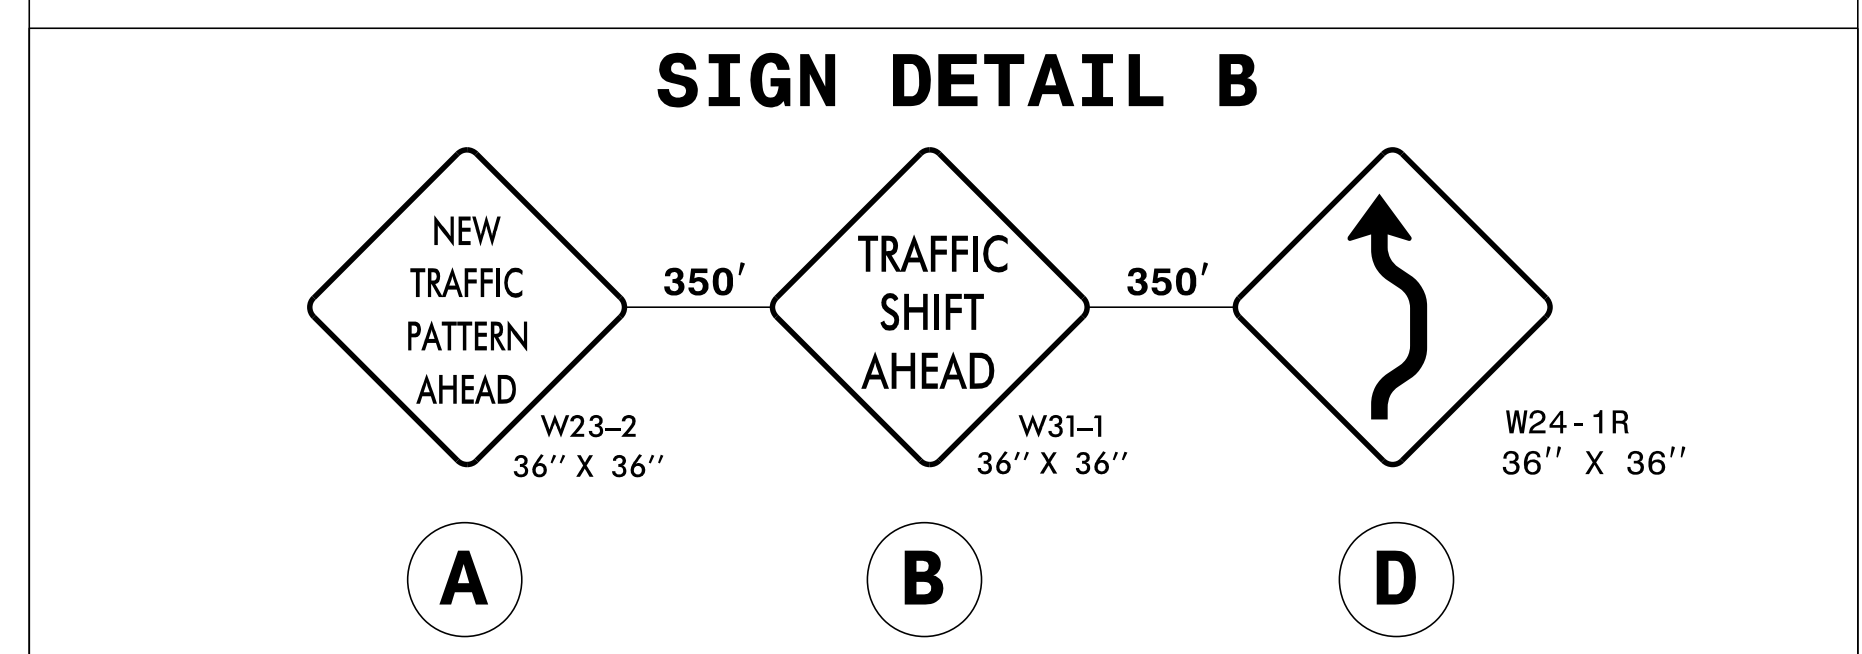 SIGN DETAIL B
NEW
TRAFFIC
PATTERN
AHEAD
W23–2
36′′ X 36′′
350′
TRAFFIC
SHIFT
AHEAD
W31–1
36′′ X 36′′
350′
W24-1R
36′′ X 36′′
A
B
D